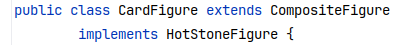 public class CardFigure extends CompositeFigure
        implements HotStoneFigure {